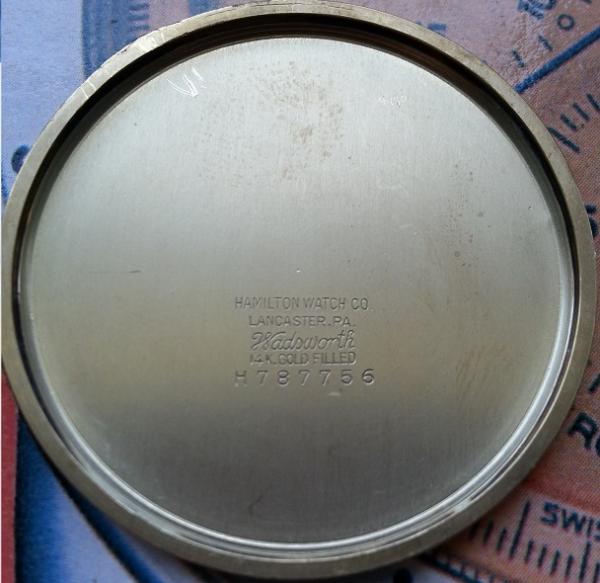 HAMILTON WATCH CO.
LANCASTER, PA.
Wadsworth
14K. GOLD FILLED
H787756